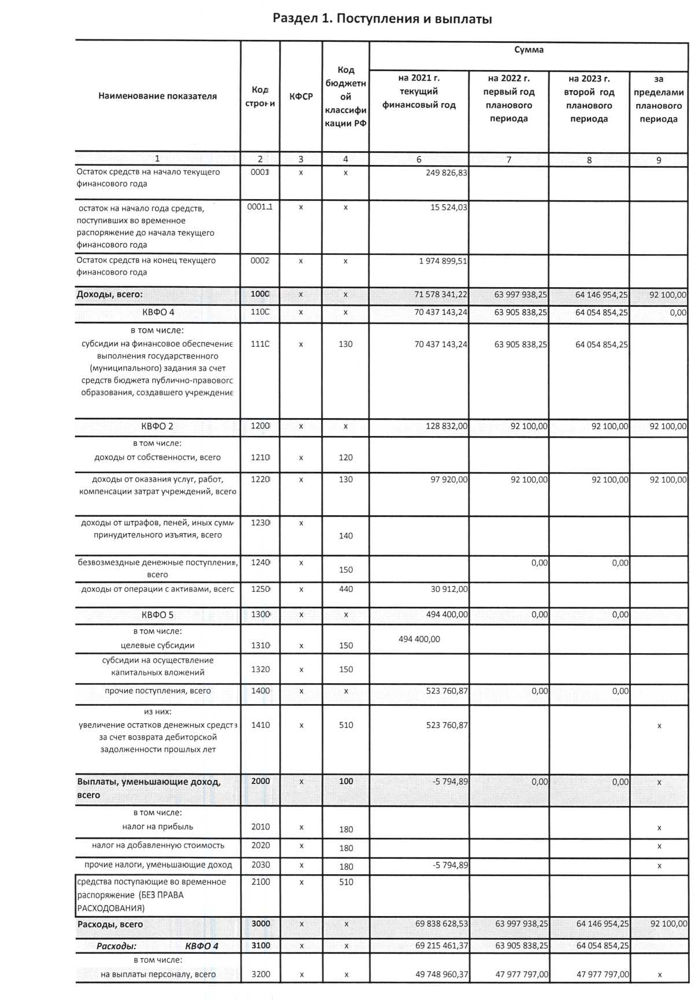 Раздел 1. Поступления и выплаты
Сумма
Наименование показателя
Код
строки
КФСР
Код
бюджетн
ой
классифи
кации РФ
на 2021 г.
текущий
финансовый год
на 2022 г.
первый год
планового
периода
на 2023 г.
второй год
планового
периода
за
пределами
планового
периода
1 2 3 4 6 7 8 9
Остаток средств на начало текущего 0001 х х 249 826,83
финансового года
остаток на начало года средств, 0001.1 х х 15 524,03
поступивших во временное
распоряжение до начала текущего
финансового года
Остаток средств на конец текущего 0002 х х 1 974 899,51
финансового года
Доходы, всего: 1000 х х 71 578 341,22 63 997 938,25 64 146 954,25 92 100,00
КВФО 4 1100 х х 70 437 143,24 63 905 838,25 64 054 854,25 0,00
в том числе:
субсидии на финансовое обеспечение 1110 х 130 70 437 143,24 63 905 838,25 64 054 854,25
выполнения государственного
(муниципального) задания за счет
средств бюджета публично-правового
образования, создавшего учреждение
КВФО 2 1200 х х 128 832,00 92 100,00 92 100,00 92 100,00
в том числе:
доходы от собственности, всего 1210 х 120
доходы от оказания услуг, работ, 1220 х 130 97 920,00 92 100,00 92 100,00 92 100,00
компенсации затрат учреждений, всего
доходы от штрафов, пеней, иных сумм 1230 х
принудительного изъятия, всего 140
безвозмездные денежные поступления, 1240 х 0,00 0,00
всего 150
доходы от операции с активами, всего 1250 х 440 30 912,00
КВФО 5 1300 х х 494 400,00 0,00 0,00
в том числе:
целевые субсидии 1310 х 150 494 400,00
субсидии на осуществление
капитальных вложений 1320 х 150
прочие поступления, всего 1400 х х 523 760,87 0,00 0,00
из них:
увеличение остатков денежных средств 1410 х 510 523 760,87 х
за счет возврата дебиторской
задолженности прошлых лет
Выплаты, уменьшающие доход, 2000 х 100 -5 794,89 0,00 0,00 х
всего
в том числе:
налог на прибыль 2010 х 180 х
налог на добавленную стоимость 2020 х 180 х
прочие налоги, уменьшающие доход 2030 х 180 -5 794,89 х
средства поступающие во временное 2100 х 510
распоряжение (БЕЗ ПРАВА
РАСХОДОВАНИЯ)
Расходы, всего 3000 х х 69 838 628,53 63 997 938,25 64 146 954,25 92 100,00
Расходы: КВФО 4 3100 х х 69 215 461,37 63 905 838,25 64 054 854,25
в том числе:
на выплаты персоналу, всего 3200 х х 49 748 960,37 47 977 797,00 47 977 797,00 х